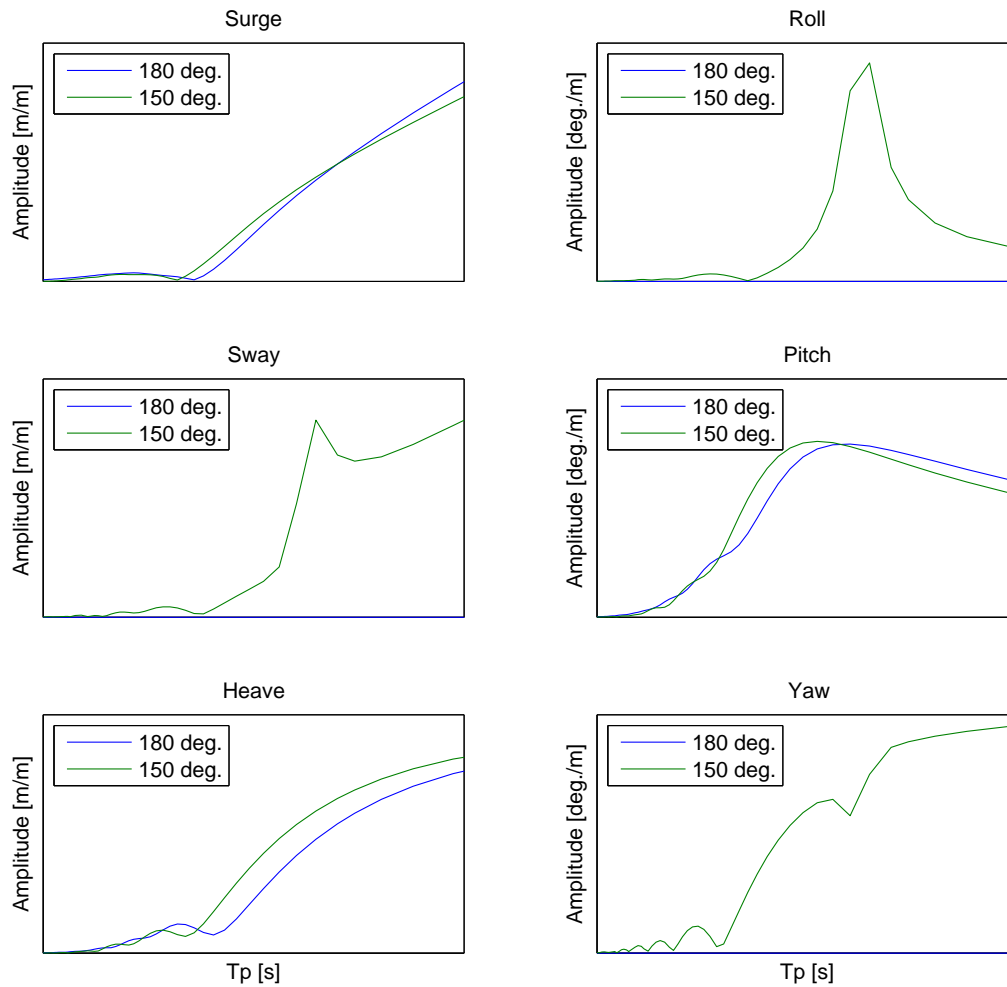 Surge
180 deg.
150 deg.
Amplitude [m/m]
Roll
180 deg.
150 deg.
Amplitude [deg./m]
Sway
180 deg.
150 deg.
Amplitude [m/m]
Pitch
180 deg.
150 deg.
Amplitude [deg./m]
Heave
180 deg.
150 deg.
Amplitude [m/m]
Tp [s]
Yaw
180 deg.
150 deg.
Amplitude [deg./m]
Tp [s]